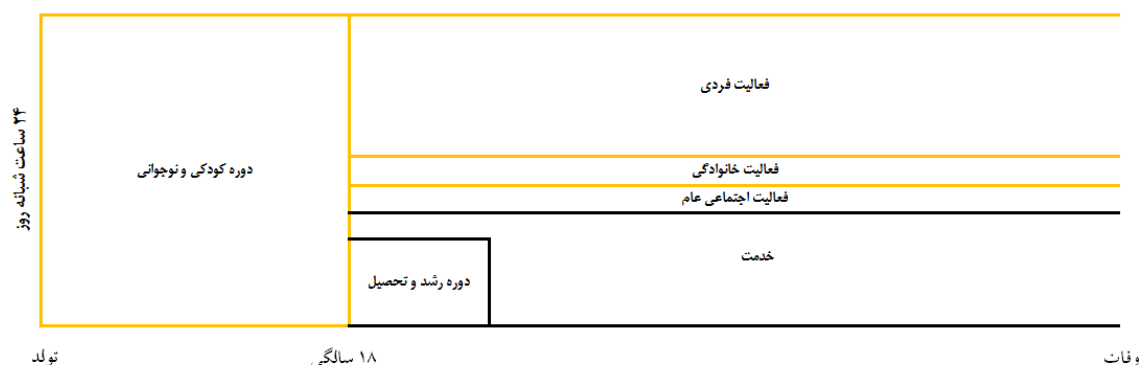 فعالیت فردی
۲۴ ساعت شبانه روز
دوره کودکی و نوجوانی
فعالیت خانوادگی
فعالیت اجتماعی عام
خدمت
دوره رشد و تحصیل
تولد
۱۸ سالگی
وفات